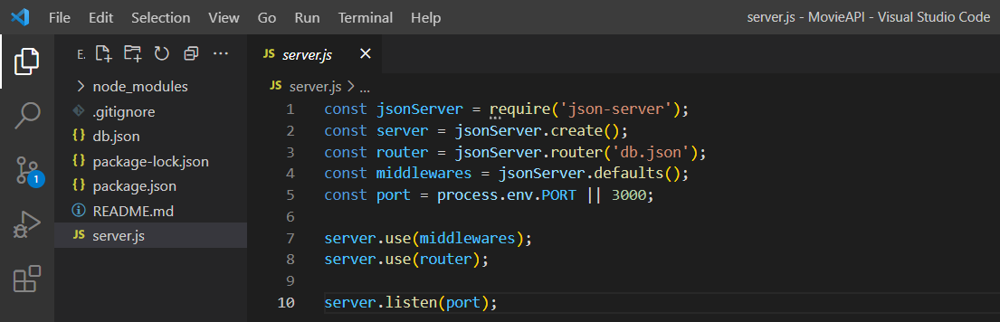 File Edit Selection View Go Run Terminal Help server.js - MovieAPI - Visual Studio Code
E.
node_modules
.gitignore
{} db.json
{} package-lock.json
{} package.json
README.md
JS server.js
1
JS server.js ×
JS server.js > ...
1 const jsonServer = require('json-server');
2 const server = jsonServer.create();
3 const router = jsonServer.router('db.json');
4 const middlewares = jsonServer.defaults();
5 const port = process.env.PORT || 3000;
6
7 server.use(middlewares);
8 server.use(router);
9
10 server.listen(port);